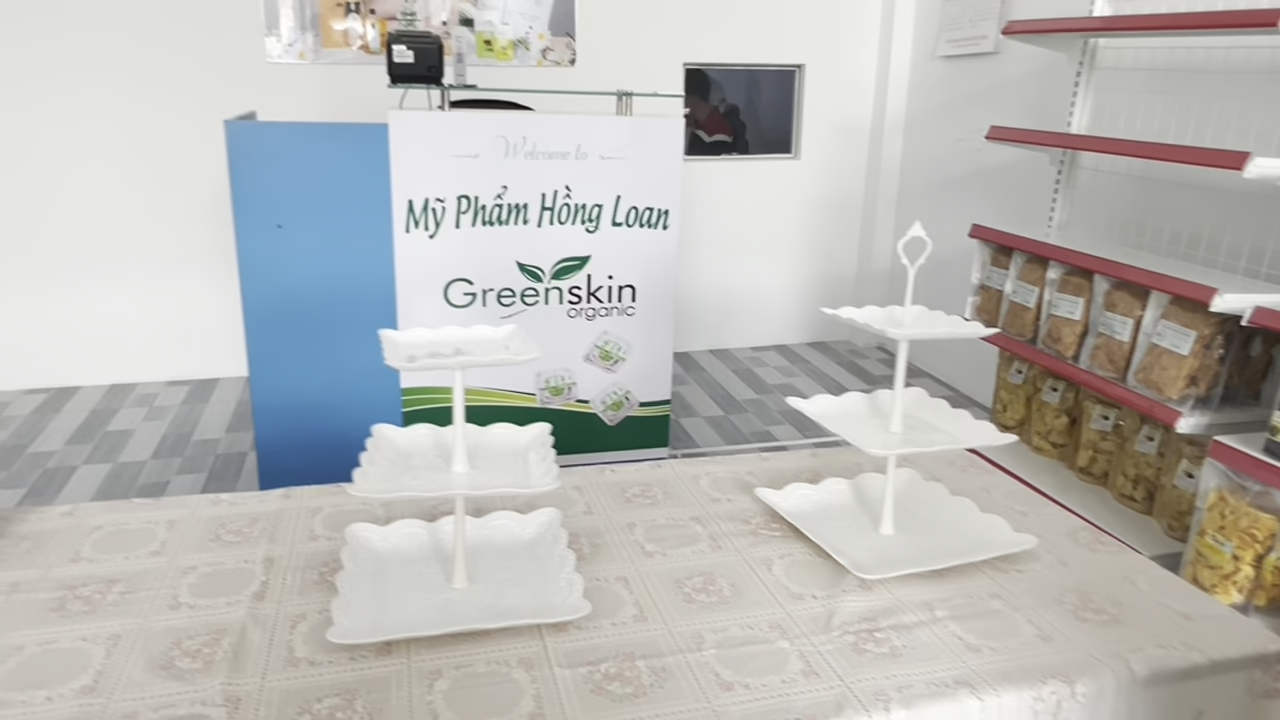 Welcome to
Mỹ Phẩm Hồng Loan
Greenskin
organic